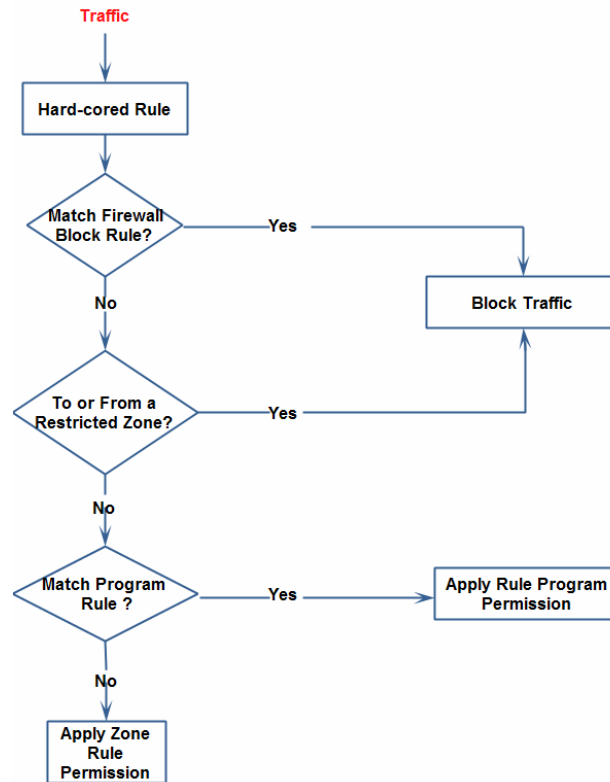 Traffic
Hard-cored Rule
Match Firewall
Block Rule?
Yes
No
Block Traffic
To or From a
Restricted Zone?
Yes
No
Match Program
Rule ?
Yes
Apply Rule Program
Permission
No
Apply Zone
Rule
Permission